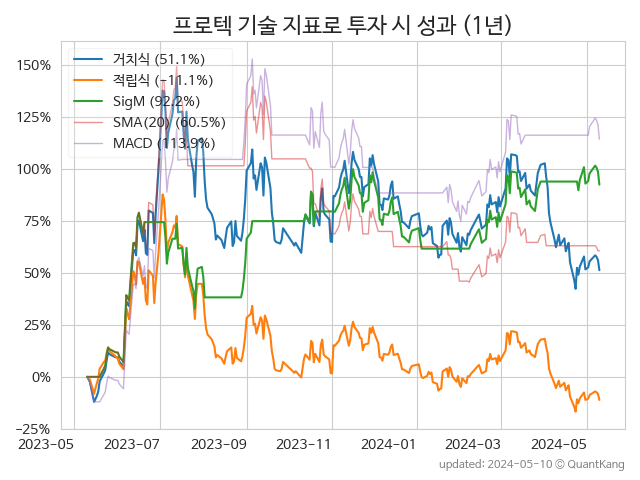 프로텍 기술 지표로 투자 시 성과 (1년)
거치식 (51.1%)
적립식 (−11.1%)
SigM (92.2%)
SMA(20) (60.5%)
MACD (113.9%)
150%
125%
100%
75%
50%
25%
0%
−25%
2023-05 2023-07 2023-09 2023-11 2024-01 2024-03 2024-05
updated: 2024-05-10 ⓒ QuantKang